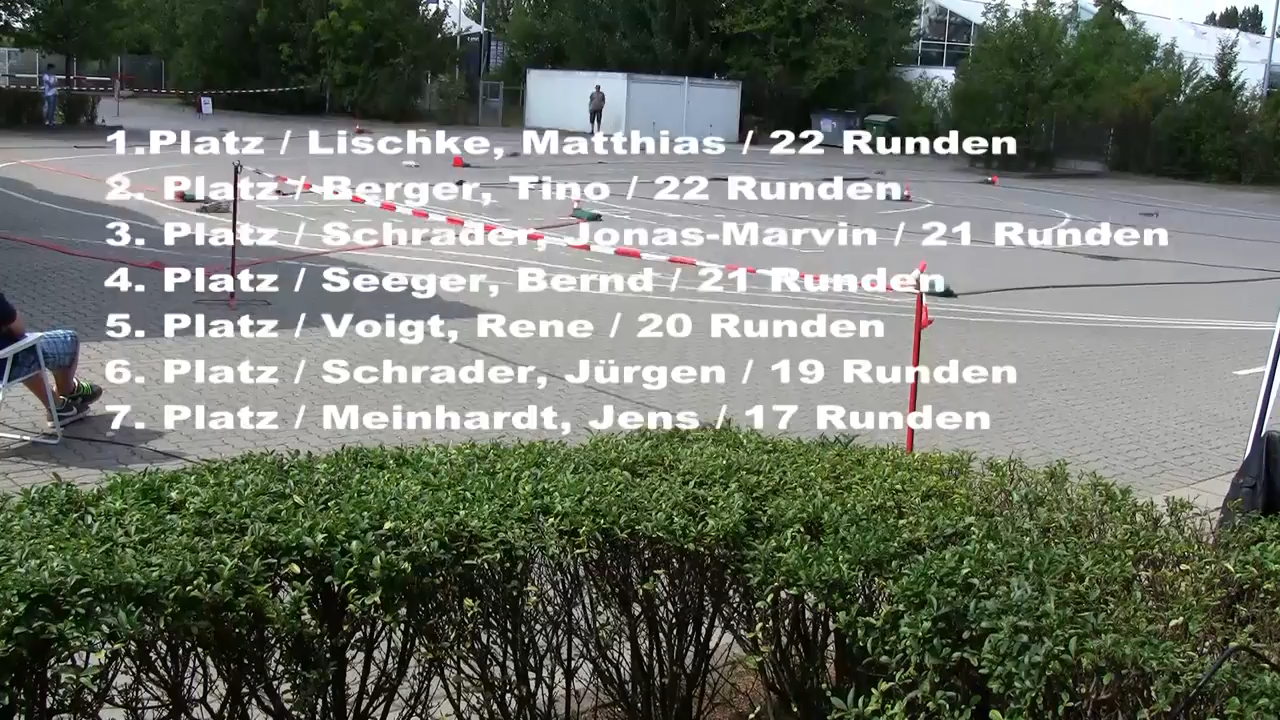 1.Platz / Lischke, Matthias / 22 Runden
2. Platz / Berger, Tino / 22 Runden
3. Platz / Schrader, Jonas-Marvin / 21 Runden
4. Platz / Seeger, Bernd / 21 Runden
5. Platz / Voigt, Rene / 20 Runden
6. Platz / Schrader, Jürgen / 19 Runden
7. Platz / Meinhardt, Jens / 17 Runden